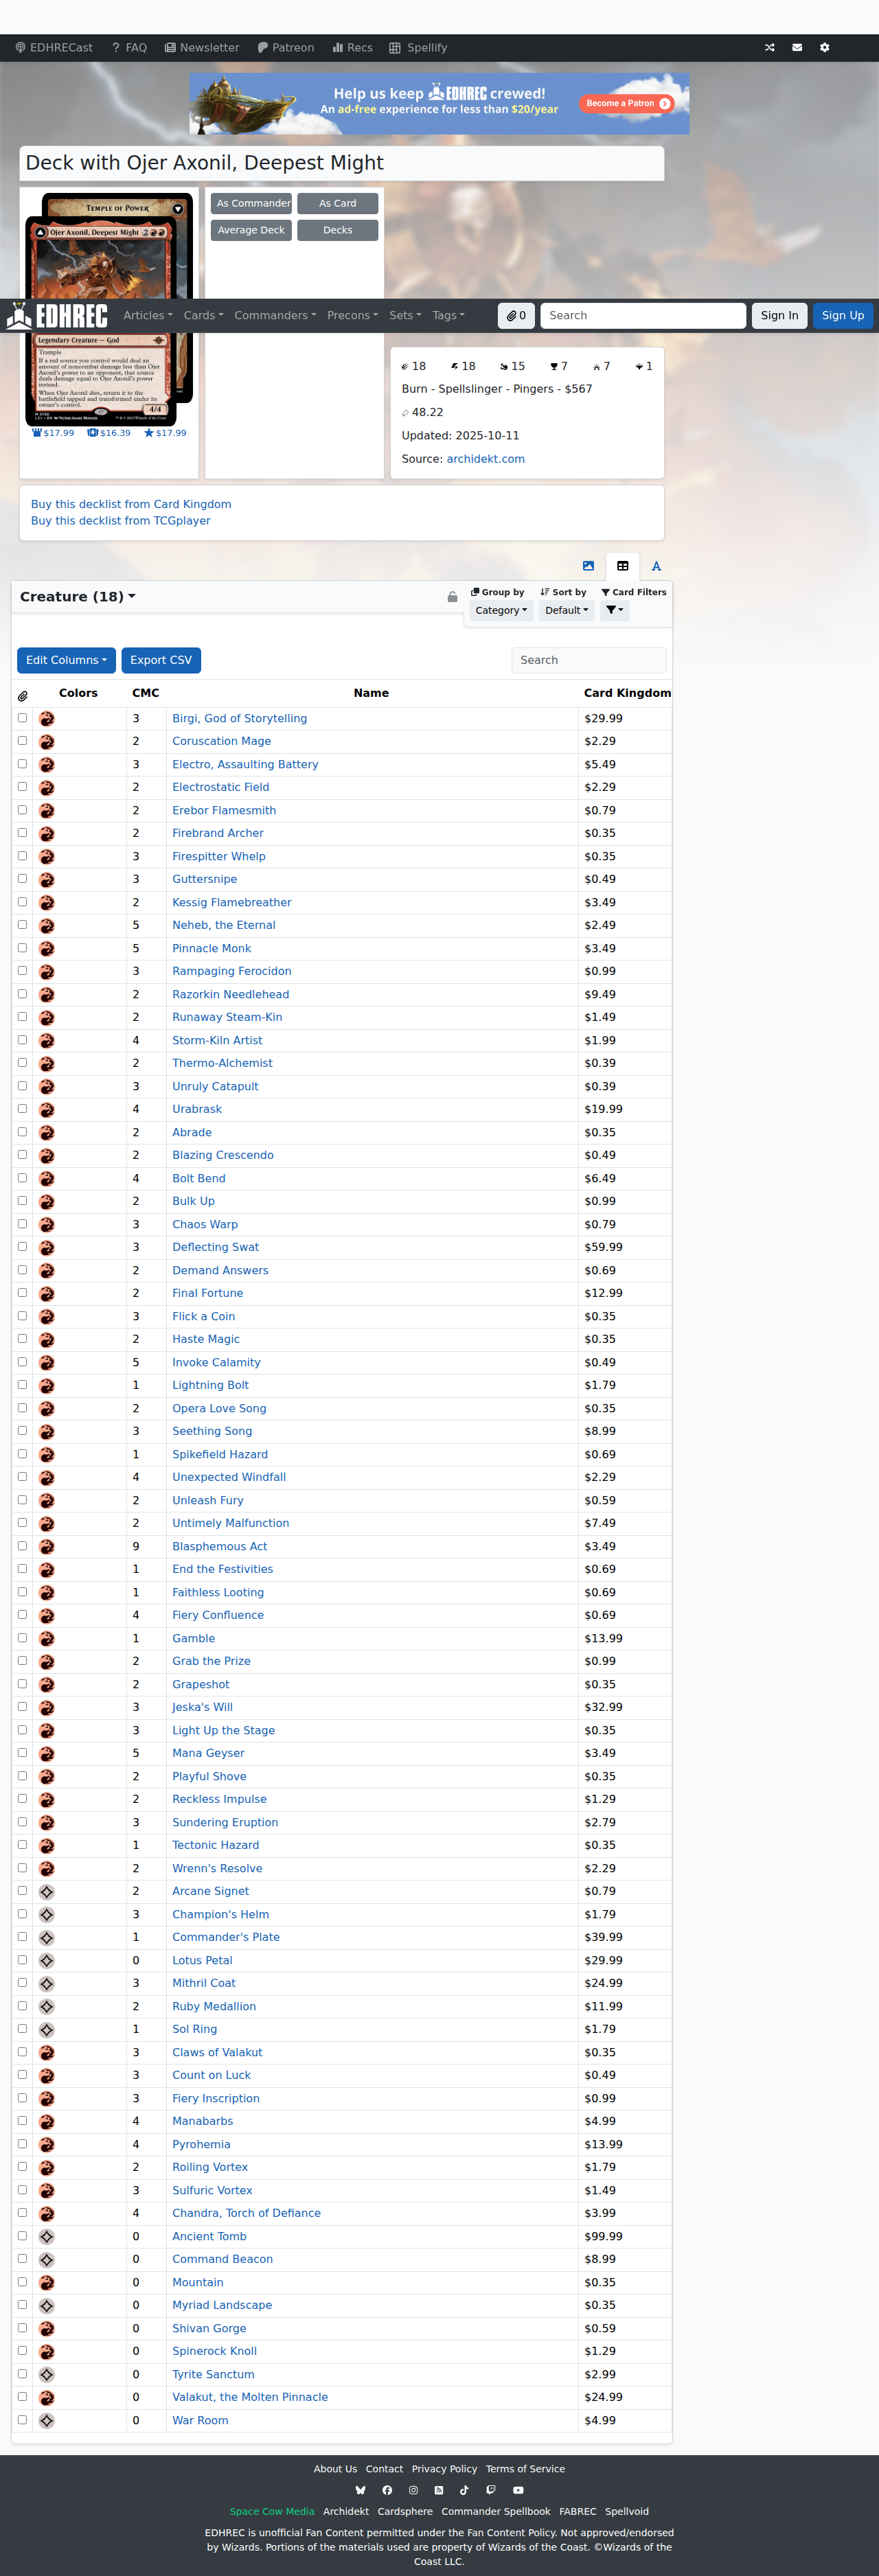 EDHRECast FAQ Newsletter Patreon Recs Spellify
Help us keep EDHREC crewed!
An ad-free experience for less than $20/year
Become a Patron
Deck with Ojer Axonil, Deepest Might
Temple of Power
Ojer Axonil, Deepest Might
As Commander As Card
Average Deck Decks
EDHREC Articles Cards Commanders Precons Sets Tags 0 Search Sign In Sign Up
Legendary Creature — God
Trample
If a red source you control would deal an
amount of noncombat damage less than Ojer
Axonil's power to an opponent, that source
deals damage equal to Ojer Axonil's power
instead.
When Ojer Axonil dies, return it to the
battlefield tapped and transformed under its
owner's control.
4/4
$17.99 $16.39 $17.99
18 18 15 7 7 1
Burn - Spellslinger - Pingers - $567
48.22
Updated: 2025-10-11
Source: archidekt.com
Buy this decklist from Card Kingdom
Buy this decklist from TCGplayer
Creature (18)
Group by Sort by Card Filters
Category Default
Edit Columns Export CSV Search
Colors CMC Name Card Kingdom
3 Birgi, God of Storytelling $29.99
2 Coruscation Mage $2.29
3 Electro, Assaulting Battery $5.49
2 Electrostatic Field $2.29
2 Erebor Flamesmith $0.79
2 Firebrand Archer $0.35
3 Firespitter Whelp $0.35
3 Guttersnipe $0.49
2 Kessig Flamebreather $3.49
5 Neheb, the Eternal $2.49
5 Pinnacle Monk $3.49
3 Rampaging Ferocidon $0.99
2 Razorkin Needlehead $9.49
2 Runaway Steam-Kin $1.49
4 Storm-Kiln Artist $1.99
2 Thermo-Alchemist $0.39
3 Unruly Catapult $0.39
4 Urabrask $19.99
2 Abrade $0.35
2 Blazing Crescendo $0.49
4 Bolt Bend $6.49
2 Bulk Up $0.99
3 Chaos Warp $0.79
3 Deflecting Swat $59.99
2 Demand Answers $0.69
2 Final Fortune $12.99
3 Flick a Coin $0.35
2 Haste Magic $0.35
5 Invoke Calamity $0.49
1 Lightning Bolt $1.79
2 Opera Love Song $0.35
3 Seething Song $8.99
1 Spikefield Hazard $0.69
4 Unexpected Windfall $2.29
2 Unleash Fury $0.59
2 Untimely Malfunction $7.49
9 Blasphemous Act $3.49
1 End the Festivities $0.69
1 Faithless Looting $0.69
4 Fiery Confluence $0.69
1 Gamble $13.99
2 Grab the Prize $0.99
2 Grapeshot $0.35
3 Jeska's Will $32.99
3 Light Up the Stage $0.35
5 Mana Geyser $3.49
2 Playful Shove $0.35
2 Reckless Impulse $1.29
3 Sundering Eruption $2.79
1 Tectonic Hazard $0.35
2 Wrenn's Resolve $2.29
2 Arcane Signet $0.79
3 Champion's Helm $1.79
1 Commander's Plate $39.99
0 Lotus Petal $29.99
3 Mithril Coat $24.99
2 Ruby Medallion $11.99
1 Sol Ring $1.79
3 Claws of Valakut $0.35
3 Count on Luck $0.49
3 Fiery Inscription $0.99
4 Manabarbs $4.99
4 Pyrohemia $13.99
2 Roiling Vortex $1.79
3 Sulfuric Vortex $1.49
4 Chandra, Torch of Defiance $3.99
0 Ancient Tomb $99.99
0 Command Beacon $8.99
0 Mountain $0.35
0 Myriad Landscape $0.35
0 Shivan Gorge $0.59
0 Spinerock Knoll $1.29
0 Tyrite Sanctum $2.99
0 Valakut, the Molten Pinnacle $24.99
0 War Room $4.99
About Us Contact Privacy Policy Terms of Service
Space Cow Media Archidekt Cardsphere Commander Spellbook FABREC Spellvoid
EDHREC is unofficial Fan Content permitted under the Fan Content Policy. Not approved/endorsed
by Wizards. Portions of the materials used are property of Wizards of the Coast. ©Wizards of the
Coast LLC.